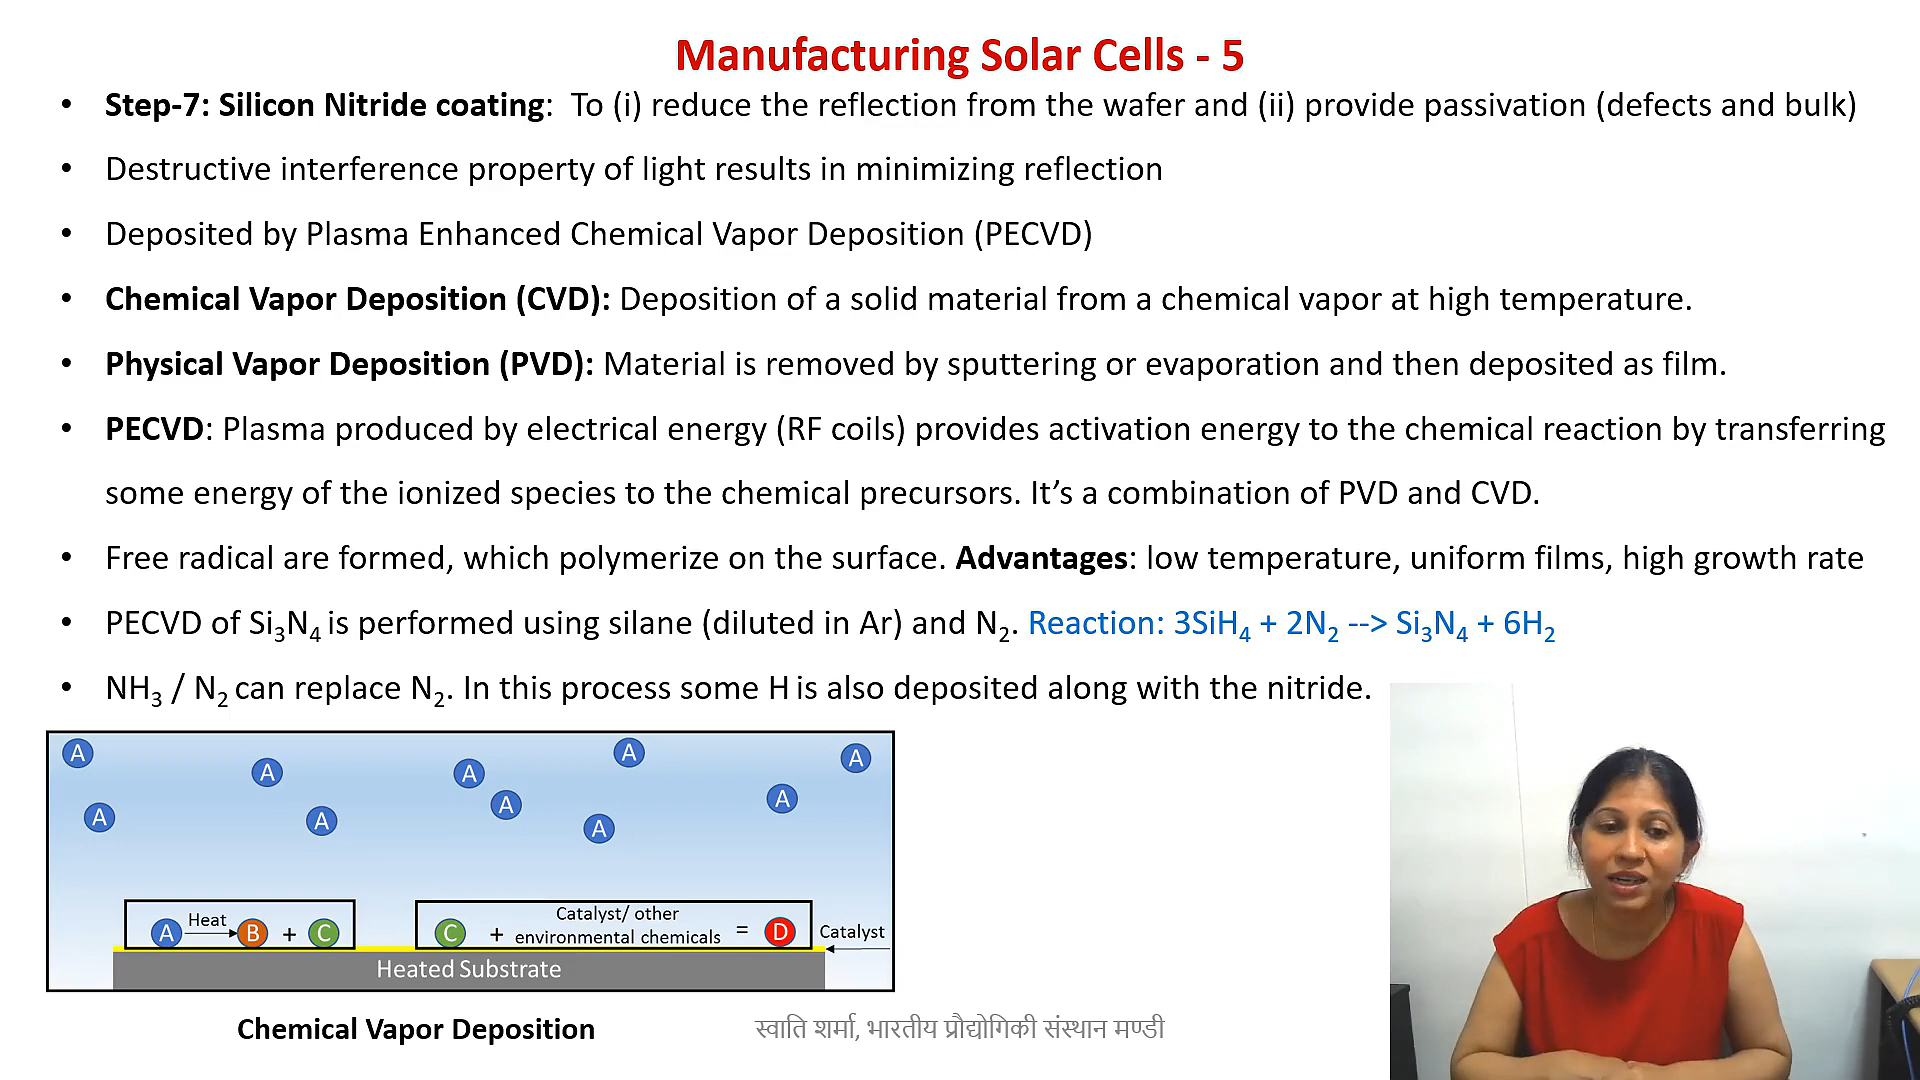 Manufacturing Solar Cells - 5
• Step-7: Silicon Nitride coating: To (i) reduce the reflection from the wafer and (ii) provide passivation (defects and bulk)
• Destructive interference property of light results in minimizing reflection
• Deposited by Plasma Enhanced Chemical Vapor Deposition (PECVD)
• Chemical Vapor Deposition (CVD): Deposition of a solid material from a chemical vapor at high temperature.
• Physical Vapor Deposition (PVD): Material is removed by sputtering or evaporation and then deposited as film.
• PECVD: Plasma produced by electrical energy (RF coils) provides activation energy to the chemical reaction by transferring
some energy of the ionized species to the chemical precursors. It’s a combination of PVD and CVD.
• Free radical are formed, which polymerize on the surface. Advantages: low temperature, uniform films, high growth rate
• PECVD of Si₃N₄ is performed using silane (diluted in Ar) and N₂. Reaction: 3SiH₄ + 2N₂ --> Si₃N₄ + 6H₂
• NH₃ / N₂ can replace N₂. In this process some H is also deposited along with the nitride.
A A A A A
A A A A A
A Heat B + C
C + Catalyst/ other
environmental chemicals = D
Catalyst
Heated Substrate
Chemical Vapor Deposition
स्वाति शर्मा, भारतीय प्रौद्योगिकी संस्थान मण्डी